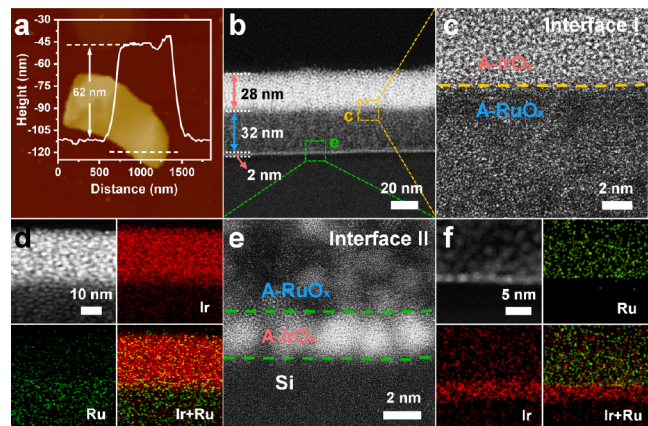 a
Height (nm)
-30
-45
-60
-75
-90
-105
-120
62 nm
0
500
1000
1500
Distance (nm)
b
28 nm
32 nm
2 nm
c
e
20 nm
c
Interface I
A-IrOₓ
A-RuOₓ
2 nm
d
10 nm
Ir
Ru
Ir+Ru
e
Interface II
A-RuOₓ
A-IrOₓ
Si
2 nm
f
5 nm
Ru
Ir
Ir+Ru